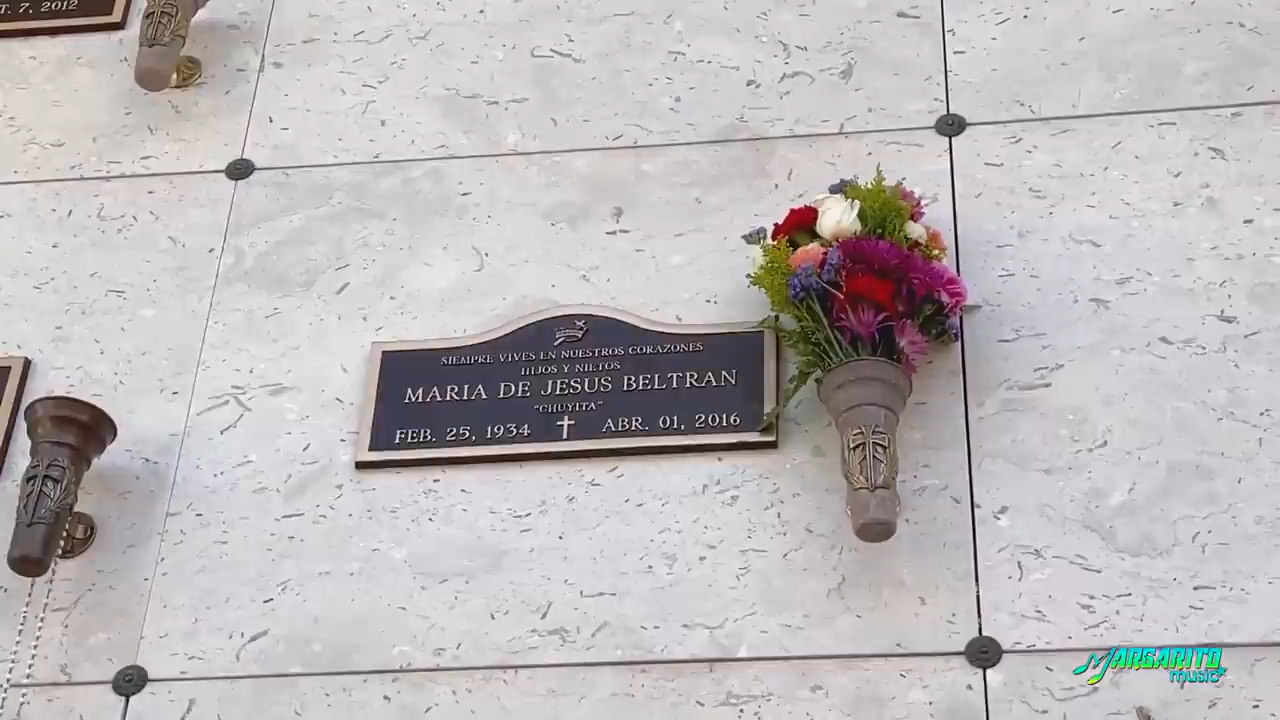 T. 7, 2012
SIEMPRE VIVES EN NUESTROS CORAZONES
HIJOS Y NIETOS
MARIA DE JESUS BELTRAN
"CHUYITA"
FEB. 25, 1934 ABR. 01, 2016
MARGARITO
music